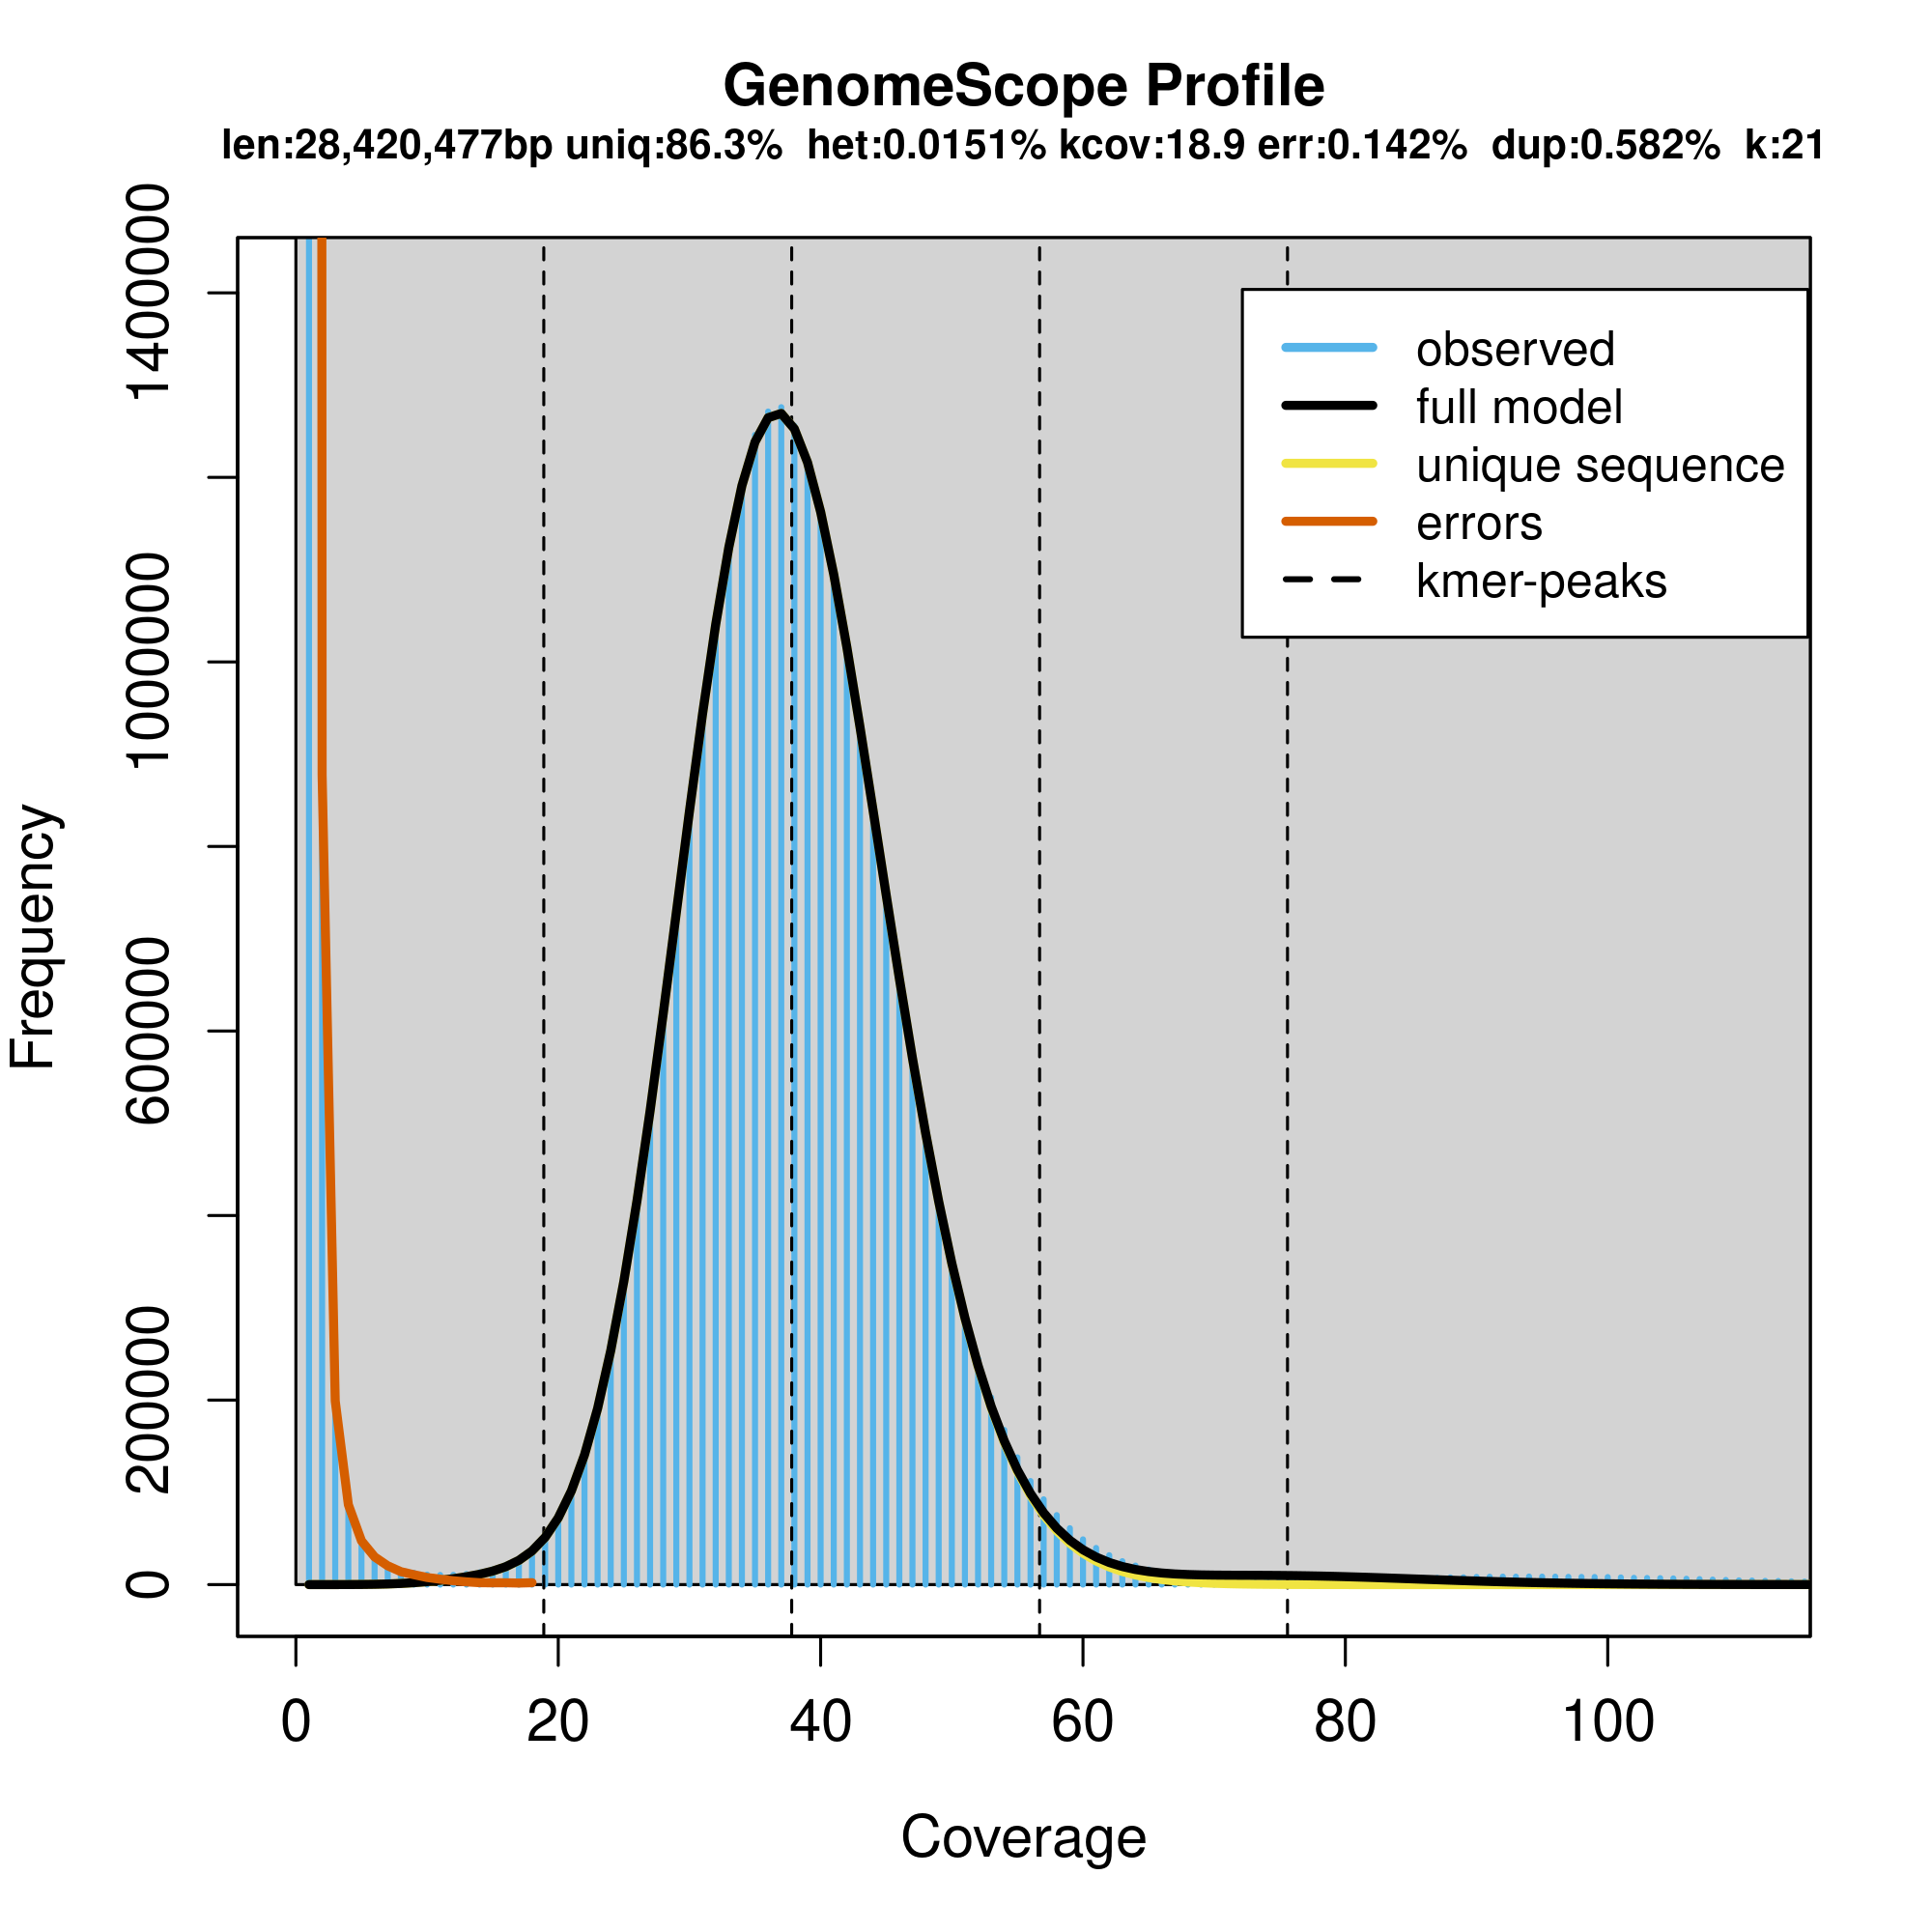 GenomeScope Profile
len:28,420,477bp uniq:86.3% het:0.0151% kcov:18.9 err:0.142% dup:0.582% k:21
1400000
1000000
600000
200000
0
Frequency
observed
full model
unique sequence
errors
kmer-peaks
0 20 40 60 80 100
Coverage